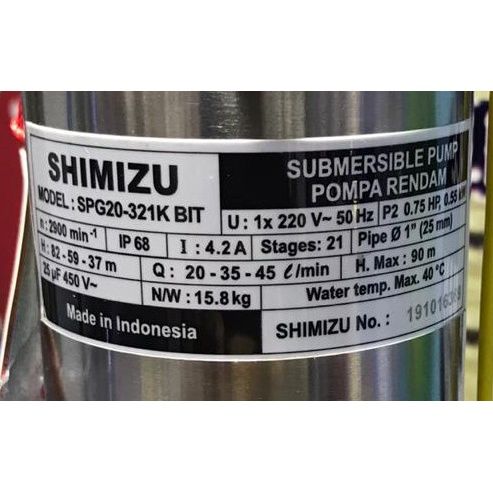 SHIMIZU
SUBMERSIBLE PUMP
POMPA RENDAM
MODEL : SPG20-321K BIT
U : 1x 220 V~ 50 Hz
P2 0.75 HP, 0.55
n : 2900 min⁻¹
IP 68
I : 4.2 A
Stages: 21
Pipe Ø 1" (25 mm)
H : 82-59-37 m
Q : 20-35-45 ℓ/min
H. Max : 90 m
25 µF 450 V~
N/W : 15.8 kg
Water temp. Max. 40 °C
Made in Indonesia
SHIMIZU No. :